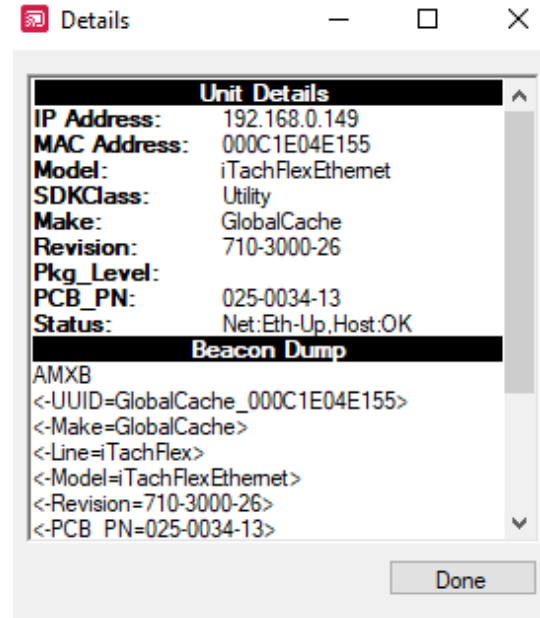 Details
Unit Details
IP Address: 192.168.0.149
MAC Address: 000C1E04E155
Model: iTachFlexEthernet
SDKClass: Utility
Make: GlobalCache
Revision: 710-3000-26
Pkg_Level:
PCB_PN: 025-0034-13
Status: Net:Eth-Up,Host:OK
Beacon Dump
AMXB
<-UUID=GlobalCache_000C1E04E155>
<-Make=GlobalCache>
<-Line=iTachFlex>
<-Model=iTachFlexEthernet>
<-Revision=710-3000-26>
<-PCB_PN=025-0034-13>
Done